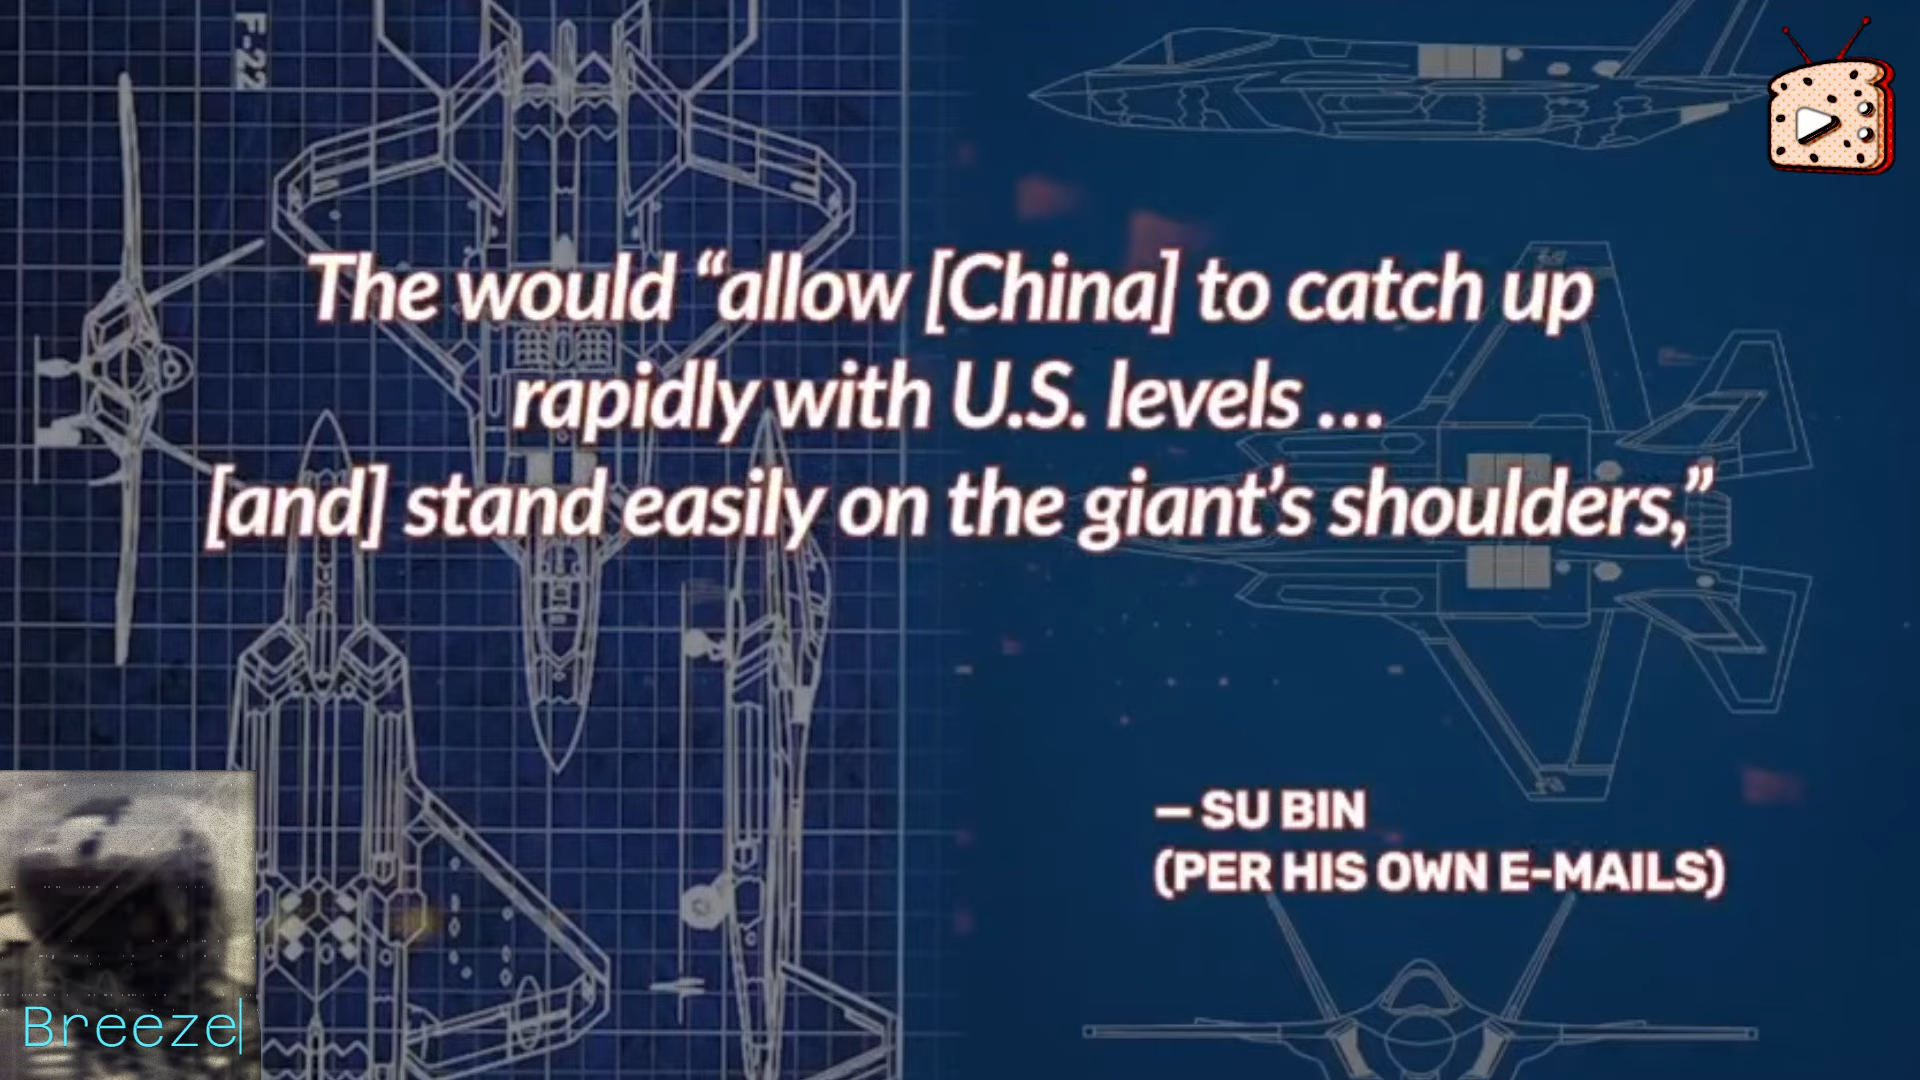 F-22
The would “allow [China] to catch up
rapidly with U.S. levels …
[and] stand easily on the giant’s shoulders,”
– SU BIN
(PER HIS OWN E-MAILS)
Breeze